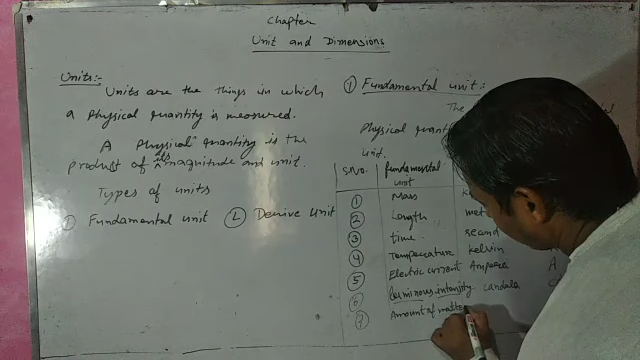 Chapter
Unit and Dimensions
Units:-
Units are the things in which
a Physical quantity is measured.
A Physical quantity is the
product of its magnitude and unit.
Types of units
① Fundamental unit ② Derive Unit
① Fundamental unit:
The
Physical quant
unit.
S.No. fundamental unit
① Mass
② Length met
③ time second
④ Temperature kelvin
⑤ Electric current Ampere A
⑥ Luminous intensity candela
⑦ Amount of matte